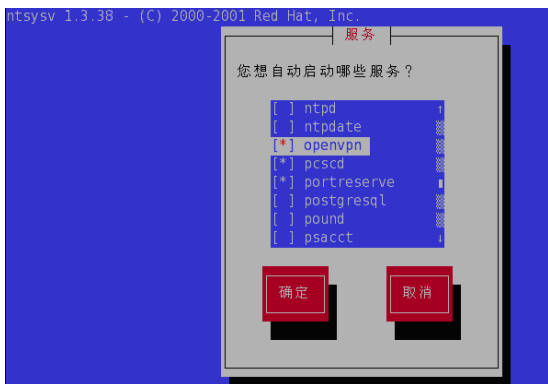 ntsysv 1.3.38 - (C) 2000-2001 Red Hat, Inc.
服务
您想自动启动哪些服务？
[ ] ntpd
[ ] ntpdate
[*] openvpn
[*] pcscd
[*] portreserve
[ ] postgresql
[ ] pound
[ ] psacct
确定 取消